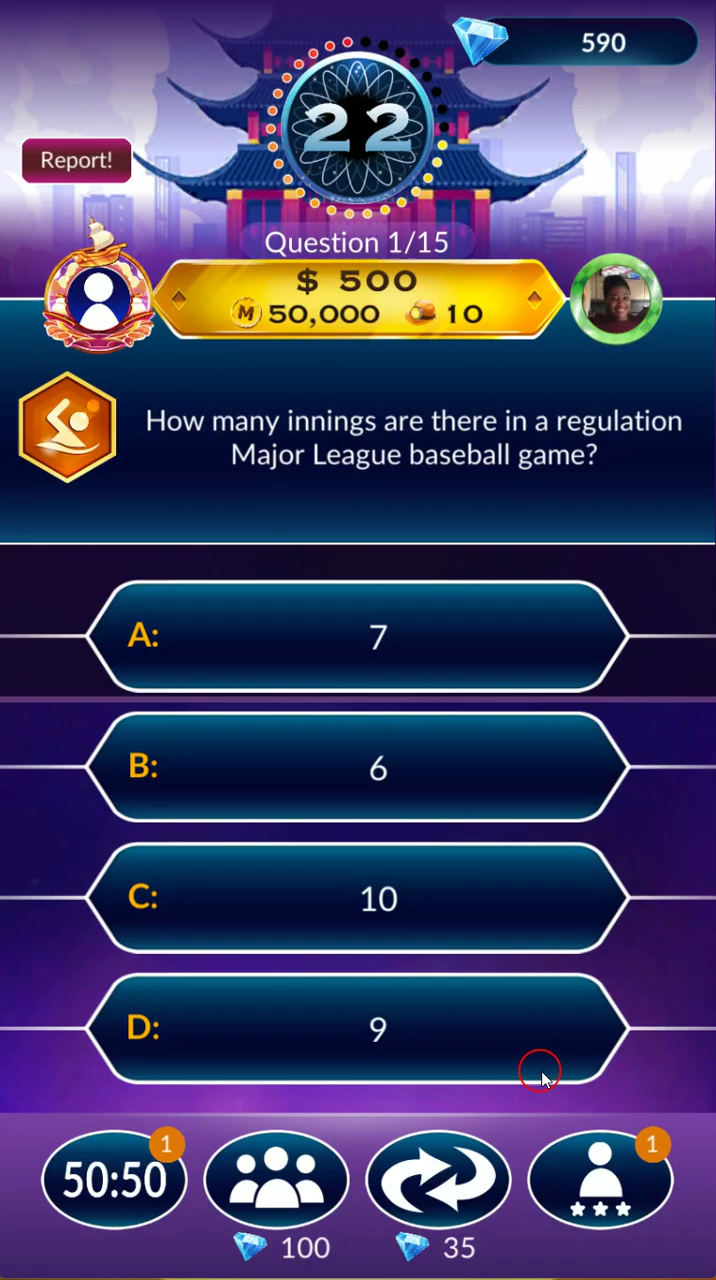 590
22
Report!
Question 1/15
$ 500
M 50,000 10
How many innings are there in a regulation
Major League baseball game?
A: 7
B: 6
C: 10
D: 9
50:50 1
1
100
35